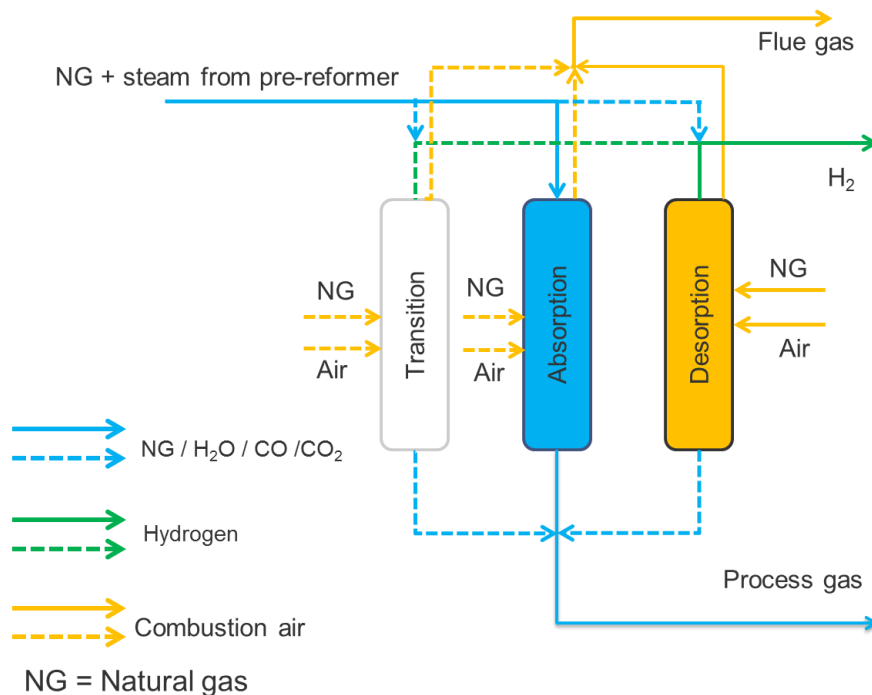 Flue gas
NG + steam from pre-reformer
H₂
NG
Air
Transition
NG
Air
Absorption
Desorption
NG
Air
NG / H₂O / CO /CO₂
Hydrogen
Process gas
Combustion air
NG = Natural gas